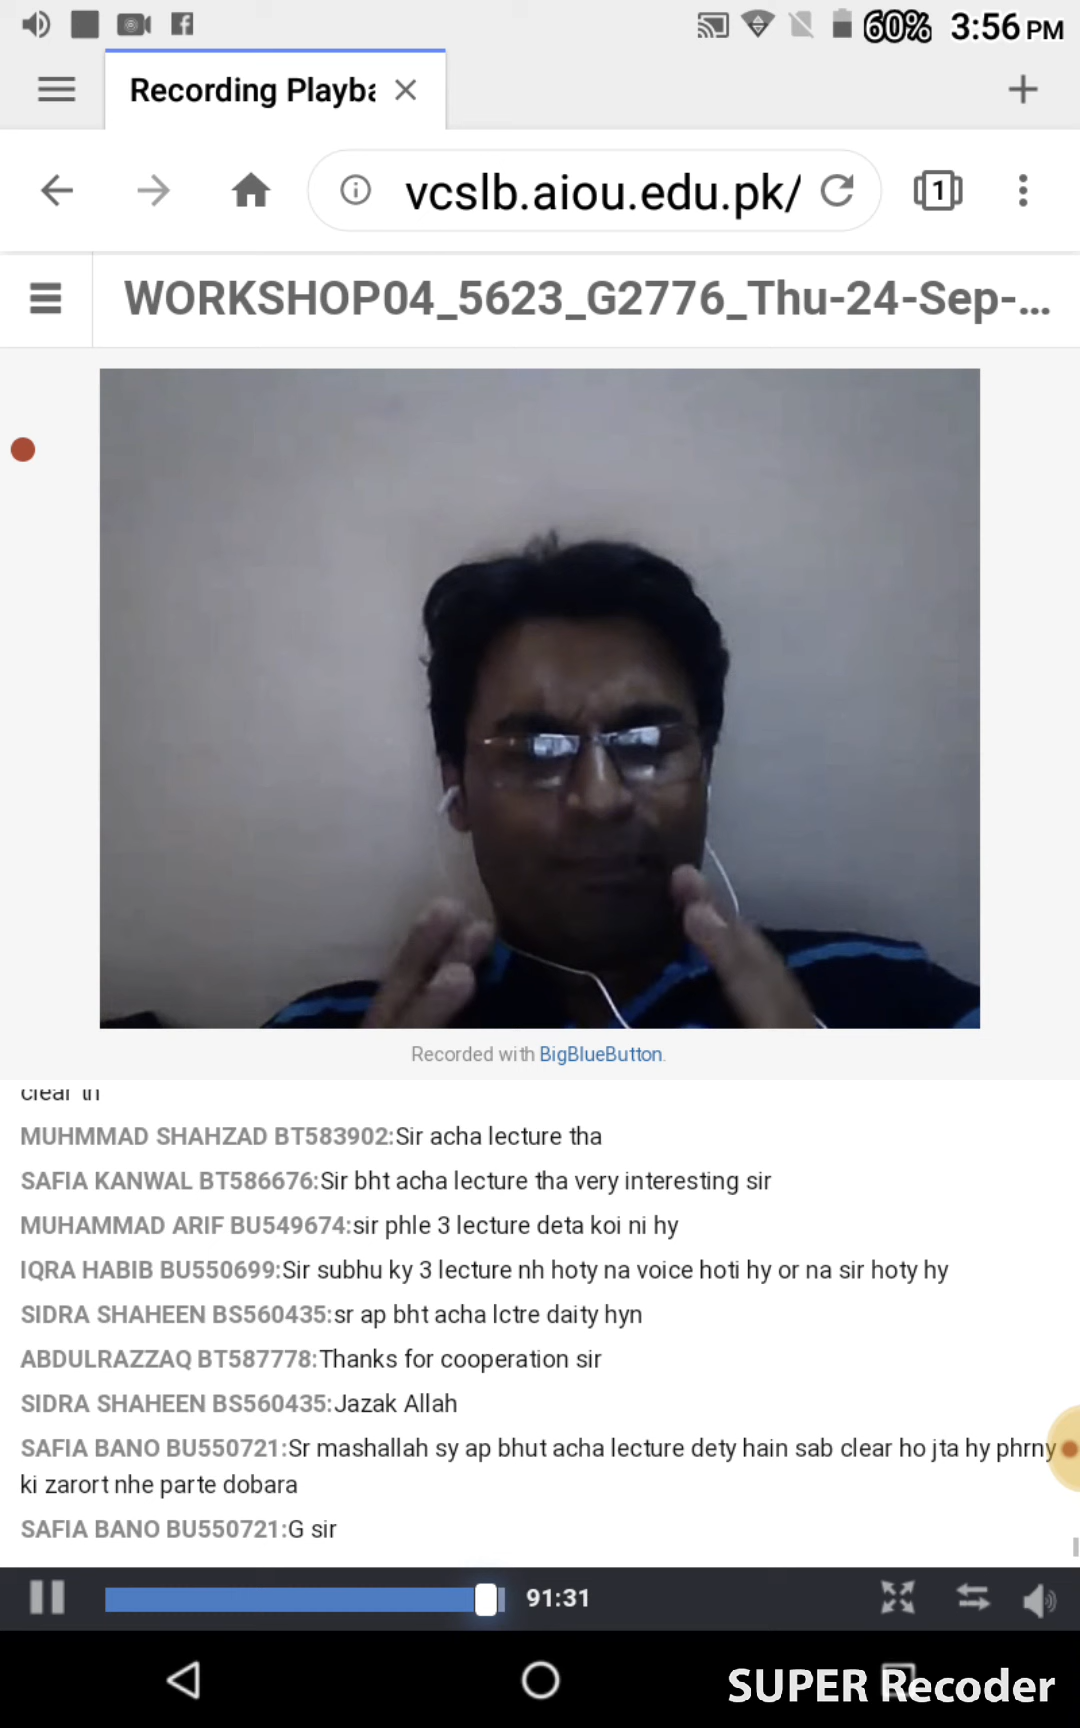 60% 3:56 PM
Recording Playba
vcslb.aiou.edu.pk/
1
WORKSHOP04_5623_G2776_Thu-24-Sep-...
Recorded with BigBlueButton.
MUHMMAD SHAHZAD BT583902:Sir acha lecture tha
SAFIA KANWAL BT586676:Sir bht acha lecture tha very interesting sir
MUHAMMAD ARIF BU549674:sir phle 3 lecture deta koi ni hy
IQRA HABIB BU550699:Sir subhu ky 3 lecture nh hoty na voice hoti hy or na sir hoty hy
SIDRA SHAHEEN BS560435:sr ap bht acha lctre daity hyn
ABDULRAZZAQ BT587778:Thanks for cooperation sir
SIDRA SHAHEEN BS560435:Jazak Allah
SAFIA BANO BU550721:Sr mashallah sy ap bhut acha lecture dety hain sab clear ho jta hy phrny
ki zarort nhe parte dobara
SAFIA BANO BU550721:G sir
91:31
SUPER Recoder